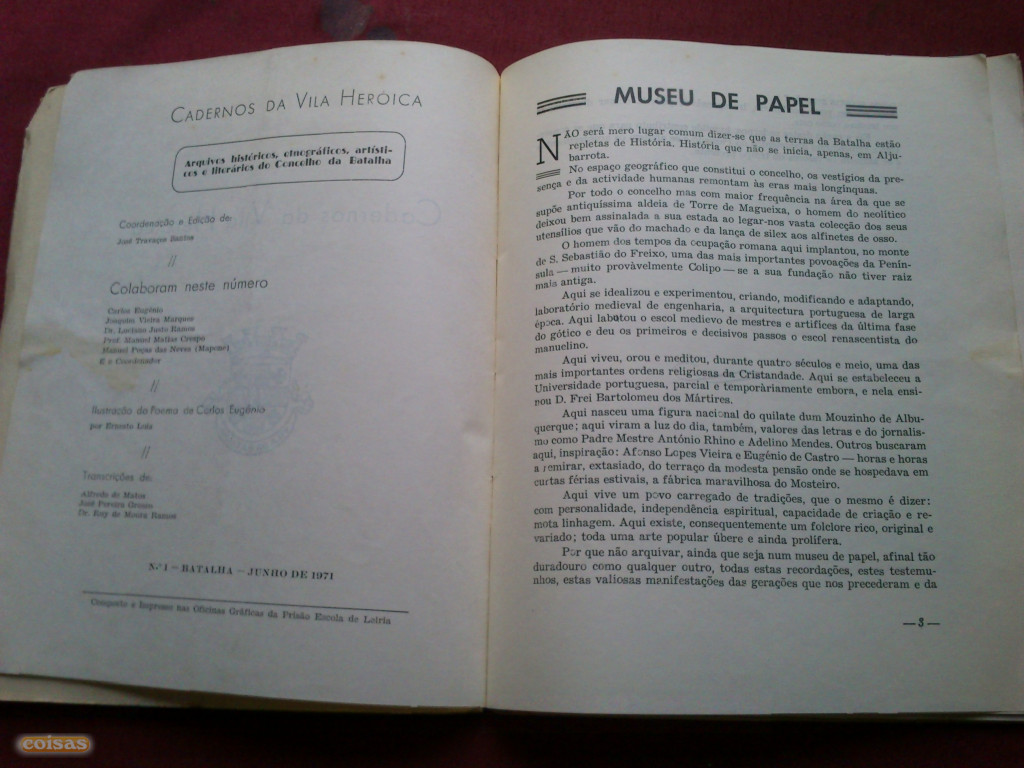 CADERNOS DA VILA HERÓICA
Arquivos históricos, etnográficos, artísti-
cos e literários do Concelho da Batalha
Coordenação e Edição de:
José Travaços Santos
//
Colaboram neste número
Carlos Eugénio
Joaquim Vieira Marques
Dr. Luciano Justo Ramos
Prof. Manuel Matias Crespo
Manuel Poças das Neves (Mapone)
E o Coordenador
//
Ilustração do Poema de Carlos Eugénio
por Ernesto Luís
//
Transcrições de:
Alfredo de Matos
José Pereira
Dr. Ruy de Moura Ramos
N.º 1 — BATALHA — JUNHO DE 1971
Composto e Impresso nas Oficinas Gráficas da Prisão Escola de Leiria
MUSEU DE PAPEL
NÃO será mero lugar comum dizer-se que as terras da Batalha estão
repletas de História. História que não se inicia, apenas, em Alju-
barrota.
No espaço geográfico que constitui o concelho, os vestígios da pre-
sença e da actividade humanas remontam às eras mais longínquas.
Por todo o concelho mas com maior frequência na área da que se
supõe antiquíssima aldeia de Torre de Magueixa, o homem do neolítico
deixou bem assinalada a sua estada ao legar-nos vasta colecção dos seus
utensílios que vão do machado e da lança de sílex aos alfinetes de osso.
O homem dos tempos da ocupação romana aqui implantou, no monte
de S. Sebastião do Freixo, uma das mais importantes povoações da Penín-
sula — muito provàvelmente Colipo — se a sua fundação não tiver raiz
mais antiga.
Aqui se idealizou e experimentou, criando, modificando e adaptando,
laboratório medieval de engenharia, a arquitetura portuguesa de larga
época. Aqui labutou o escol medievo de mestres e artífices da última fase
do gótico e deu os primeiros e decisivos passos o escol renascentista do
manuelino.
Aqui viveu, orou e meditou, durante quatro séculos e meio, uma das
mais importantes ordens religiosas da Cristandade. Aqui se estabeleceu a
Universidade portuguesa, parcial e temporàriamente embora, e nela ensi-
nou D. Frei Bartolomeu dos Mártires.
Aqui nasceu uma figura nacional do quilate dum Mouzinho de Albu-
querque; aqui viram a luz do dia, também, valores das letras e do jornalis-
mo como Padre Mestre António Rhino e Adelino Mendes. Outros buscaram
aqui, inspiração: Afonso Lopes Vieira e Eugénio de Castro — horas e horas
a remirar, extasiado, do terraço da modesta pensão onde se hospedava em
curtas férias estivais, a fábrica maravilhosa do Mosteiro.
Aqui vive um povo carregado de tradições, que o mesmo é dizer:
com personalidade, independência espiritual, capacidade de criação e re-
mota linhagem. Aqui existe, consequentemente um folclore rico, original e
variado; toda uma arte popular úbere e ainda prolífera.
Por que não arquivar, ainda que seja num museu de papel, afinal tão
duradouro como qualquer outro, todas estas recordações, estes testemu-
nhos, estas valiosas manifestações das gerações que nos precederam e da
— 3 —
coisas